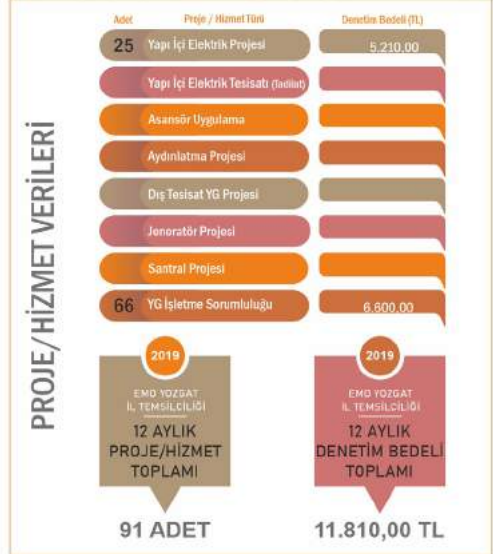 PROJE/HİZMET VERİLERİ
Adet Proje / Hizmet Türü Denetim Bedeli (TL)
25 Yapı İçi Elektrik Projesi 5.210,00
Yapı İçi Elektrik Tesisatı (Tadilat)
Asansör Uygulama
Aydınlatma Projesi
Dış Tesisat YG Projesi
Jenoratör Projesi
Santral Projesi
66 YG İşletme Sorumluluğu 6.600,00
2019
EMO YOZGAT
İL TEMSİLCİLİĞİ
12 AYLIK
PROJE/HİZMET
TOPLAMI
91 ADET
2019
EMO YOZGAT
İL TEMSİLCİLİĞİ
12 AYLIK
DENETİM BEDELİ
TOPLAMI
11.810,00 TL